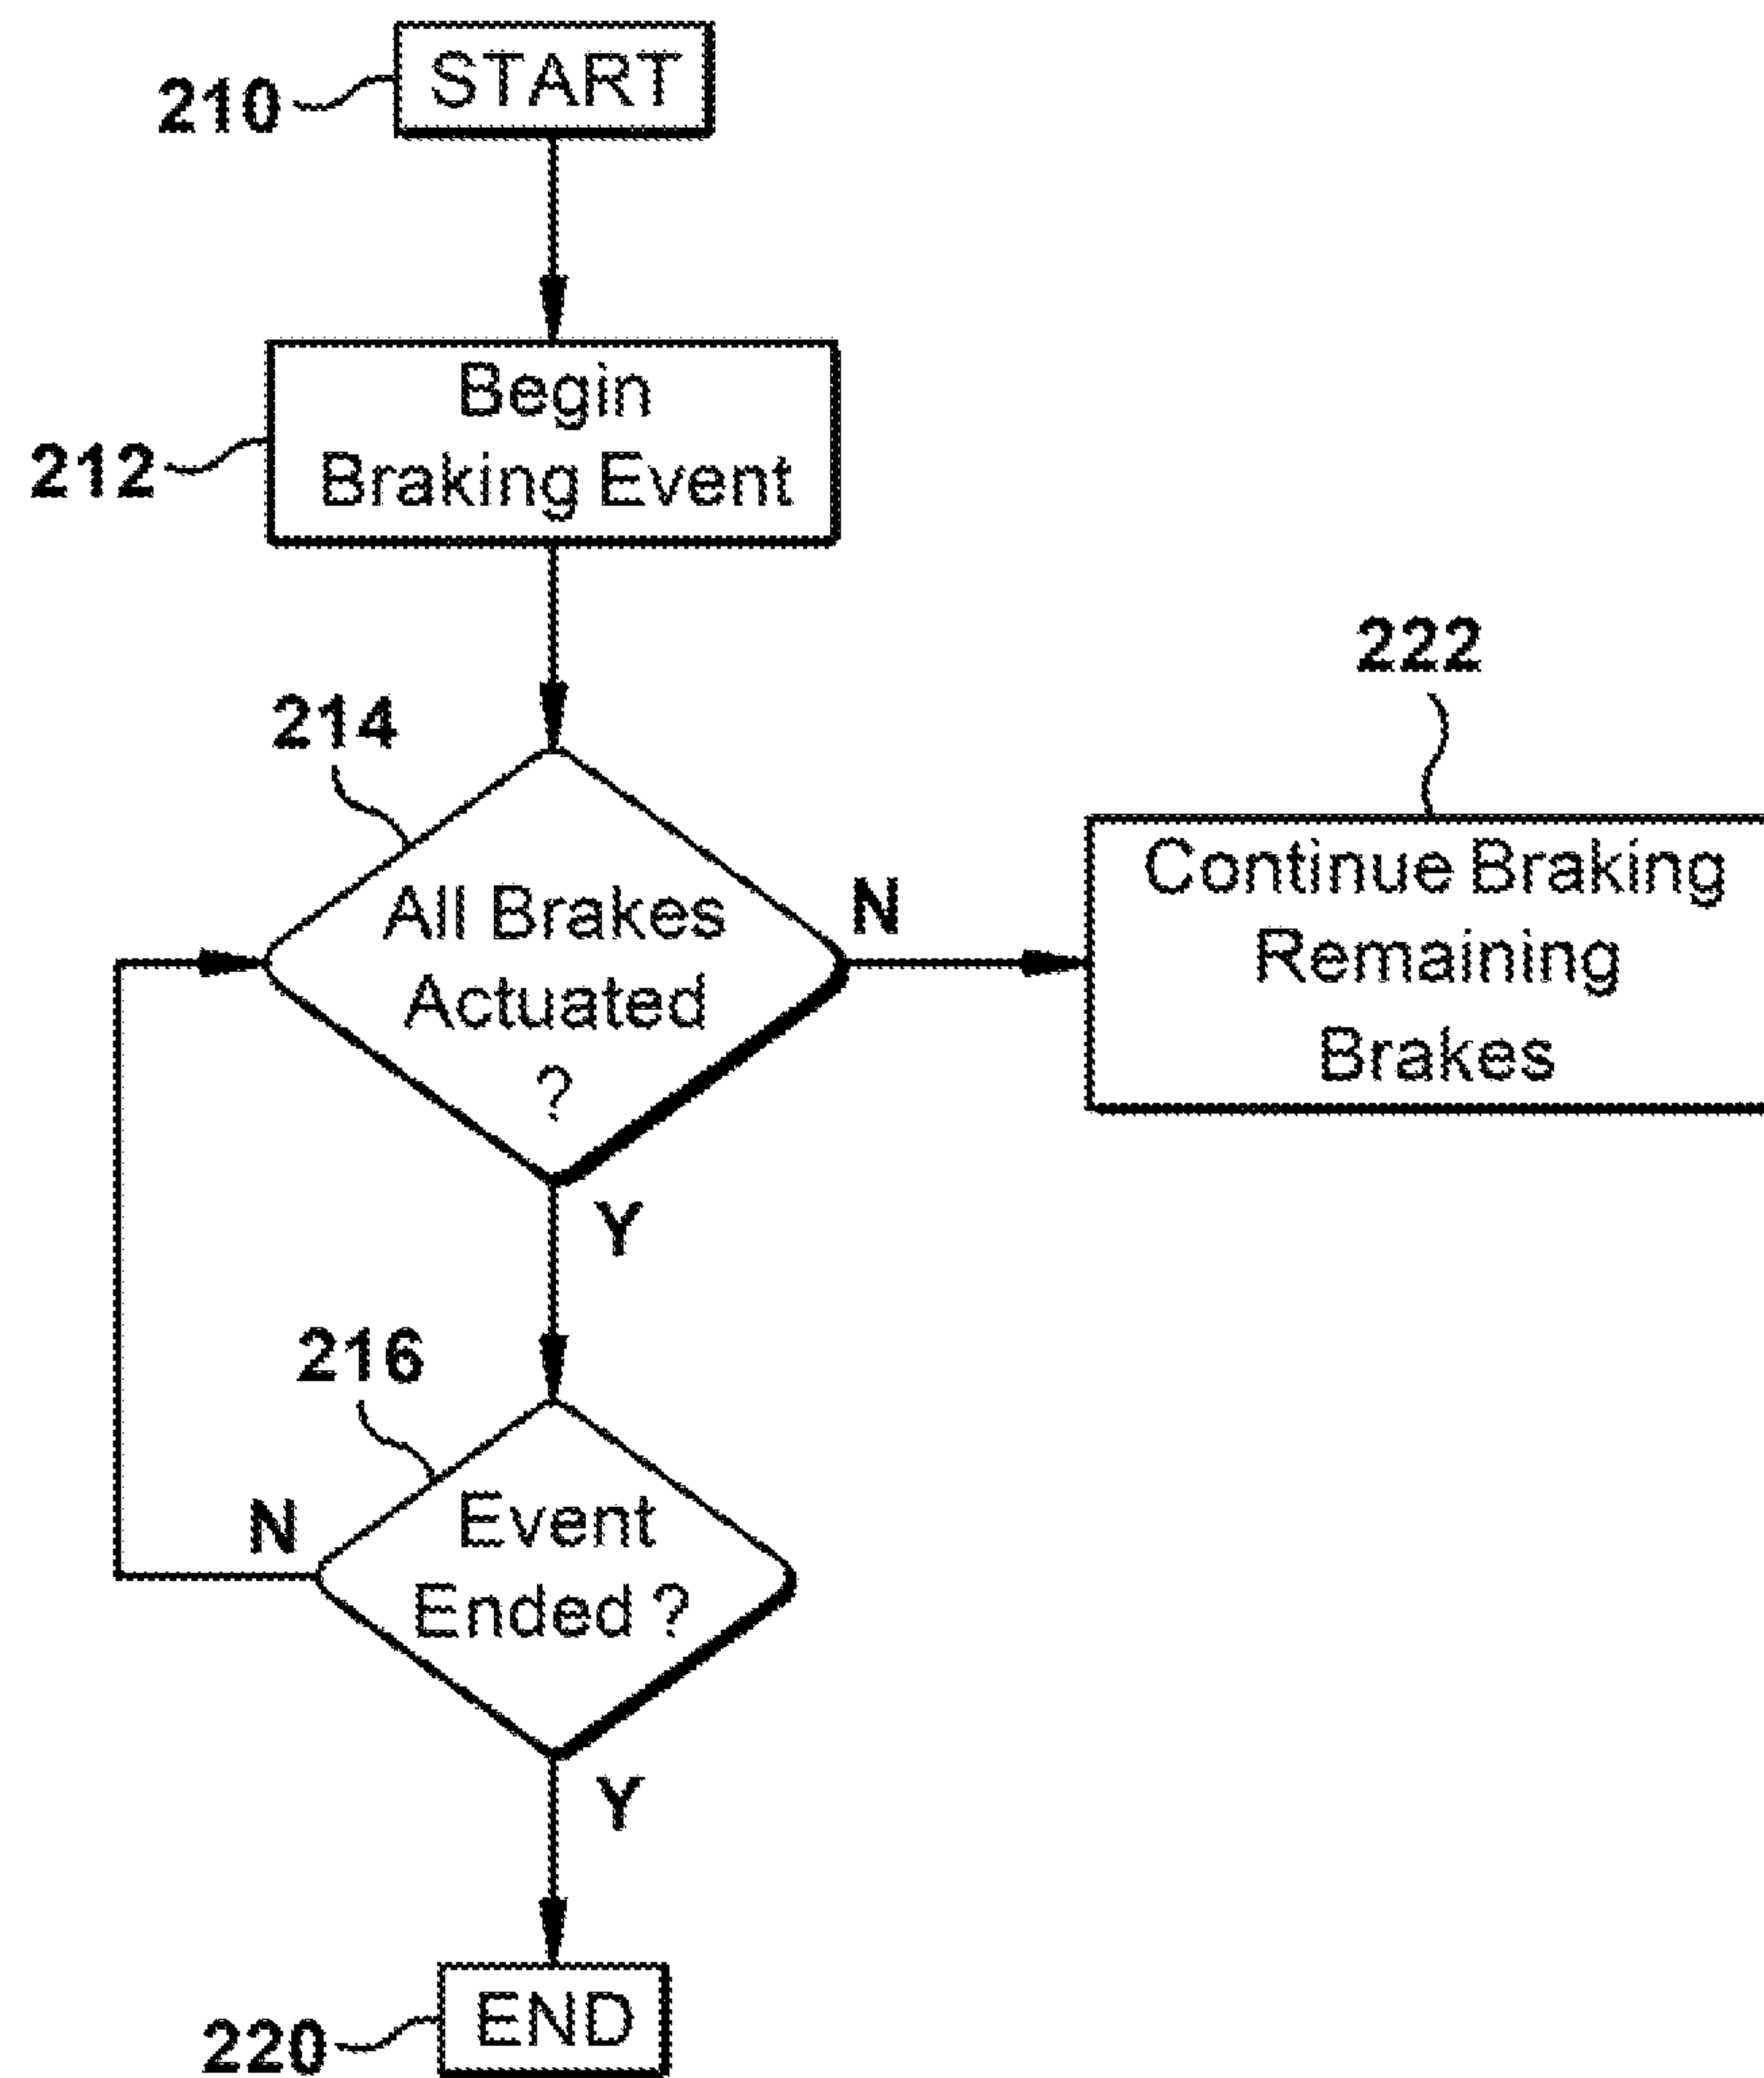 210
START
212
Begin
Braking Event
214
All Brakes
Actuated
?
N
222
Continue Braking
Remaining
Brakes
Y
216
N
Event
Ended ?
Y
220
END